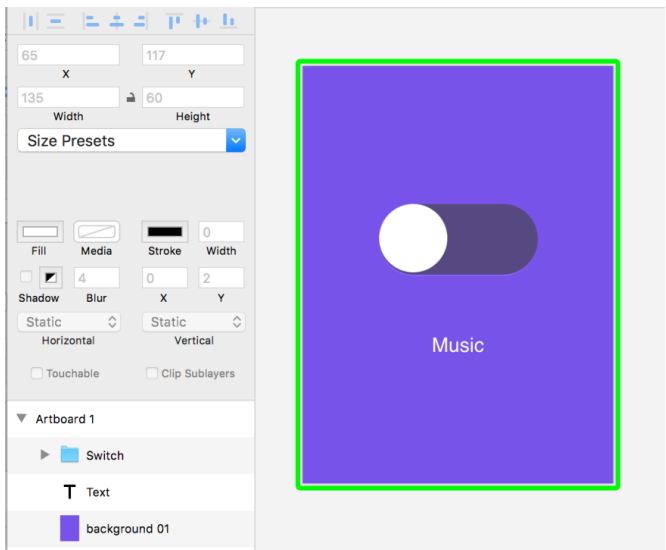 65 117
X Y
135 60
Width Height
Size Presets
0
Fill Media Stroke Width
4 0 2
Shadow Blur X Y
Static Static
Horizontal Vertical
Touchable Clip Sublayers
Artboard 1
Switch
T Text
background 01
Music